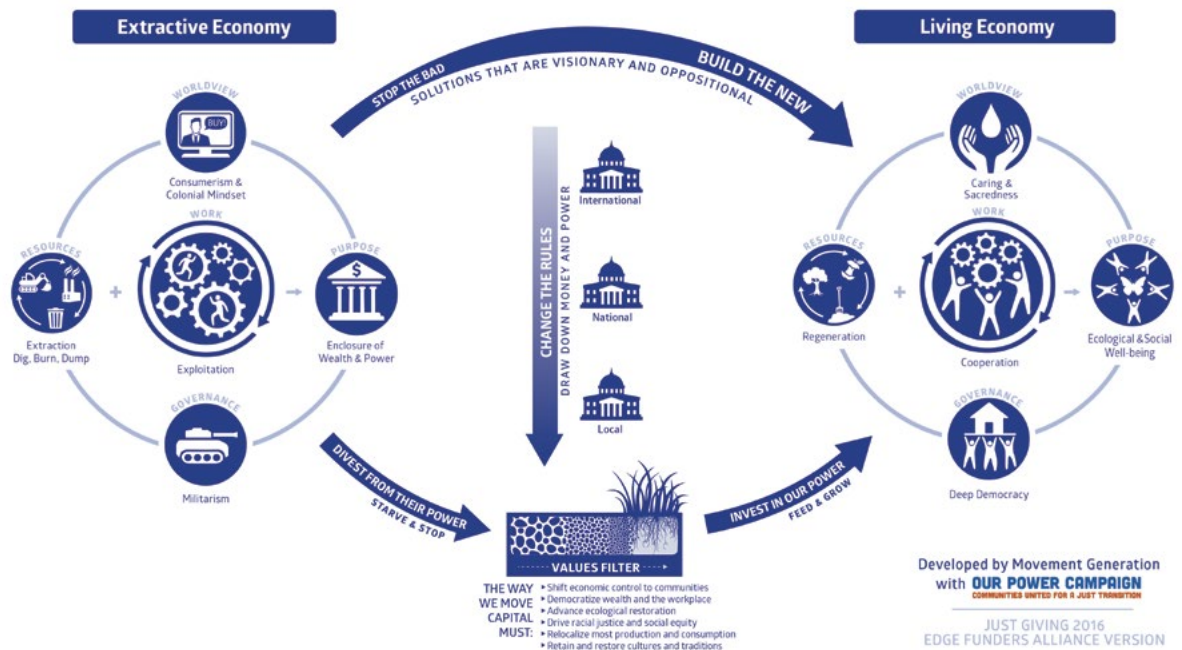 Extractive Economy
Living Economy
STOP THE BAD
BUILD THE NEW
SOLUTIONS THAT ARE VISIONARY AND OPPOSITIONAL
WORLDVIEW
BUY!
Consumerism &
Colonial Mindset
RESOURCES
Extraction
Dig, Burn, Dump
+
WORK
Exploitation
PURPOSE
$
Enclosure of
Wealth & Power
GOVERNANCE
Militarism
CHANGE THE RULES
DRAW DOWN MONEY AND POWER
International
National
Local
WORLDVIEW
Caring &
Sacredness
RESOURCES
Regeneration
+
WORK
Cooperation
PURPOSE
Ecological & Social
Well-being
GOVERNANCE
Deep Democracy
DIVEST FROM THEIR POWER
STARVE & STOP
INVEST IN OUR POWER
FEED & GROW
VALUES FILTER
THE WAY
WE MOVE
CAPITAL
MUST:
▸ Shift economic control to communities
▸ Democratize wealth and the workplace
▸ Advance ecological restoration
▸ Drive racial justice and social equity
▸ Relocalize most production and consumption
▸ Retain and restore cultures and traditions
Developed by Movement Generation
with OUR POWER CAMPAIGN
COMMUNITIES UNITED FOR A JUST TRANSITION
JUST GIVING 2016
EDGE FUNDERS ALLIANCE VERSION